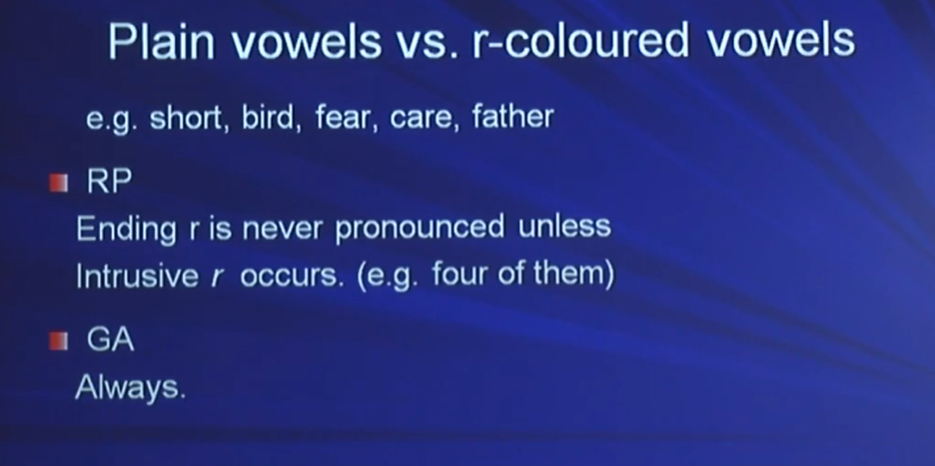 Plain vowels vs. r-coloured vowels
e.g. short, bird, fear, care, father
RP
Ending r is never pronounced unless
Intrusive r occurs. (e.g. four of them)
GA
Always.